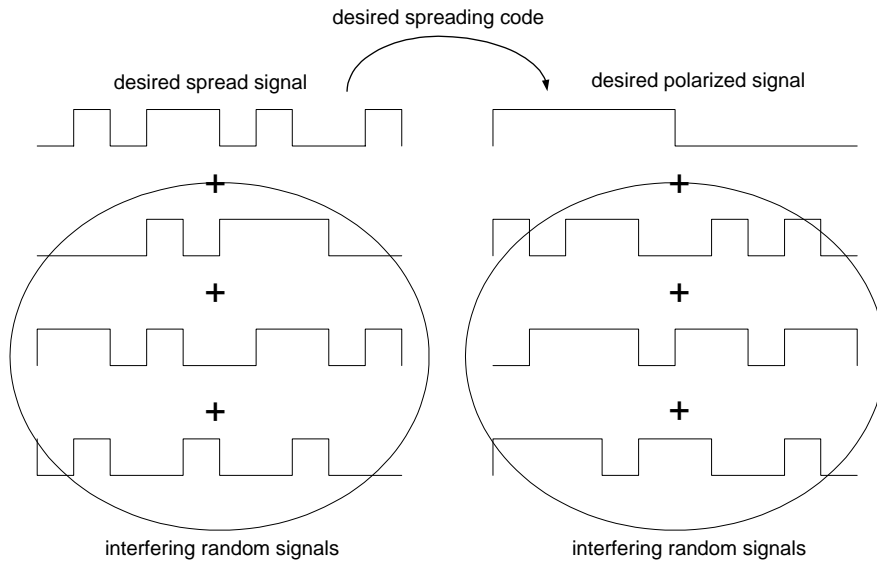 desired spreading code
desired spread signal
desired polarized signal
+
+
+
+
+
+
interfering random signals
interfering random signals